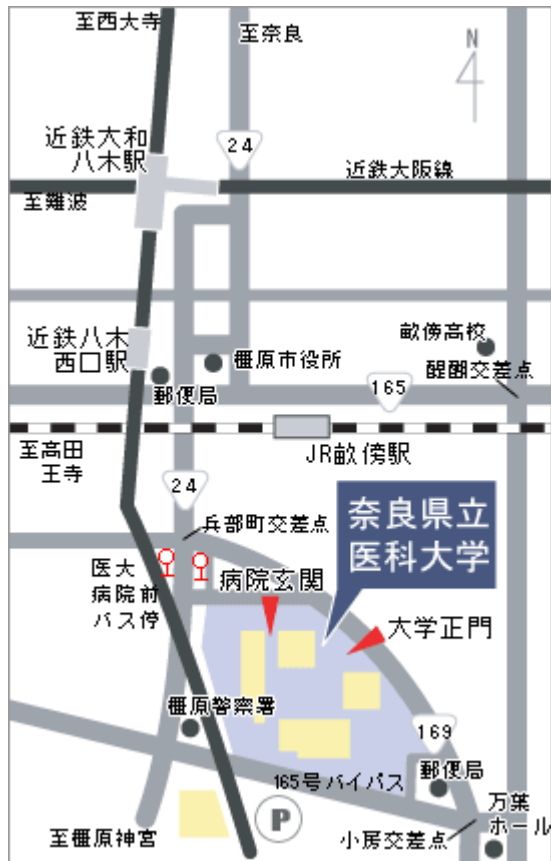 至西大寺
至奈良
N
近鉄大和
八木駅
24
近鉄大阪線
至難波
近鉄八木
西口駅
畝傍高校
橿原市役所
醍醐交差点
165
郵便局
至高田
王寺
JR畝傍駅
24
兵部町交差点
奈良県立
医科大学
医大
病院前
バス停
病院玄関
大学正門
橿原警察署
169
165号バイパス
郵便局
万葉
ホール
P
至橿原神宮
小房交差点